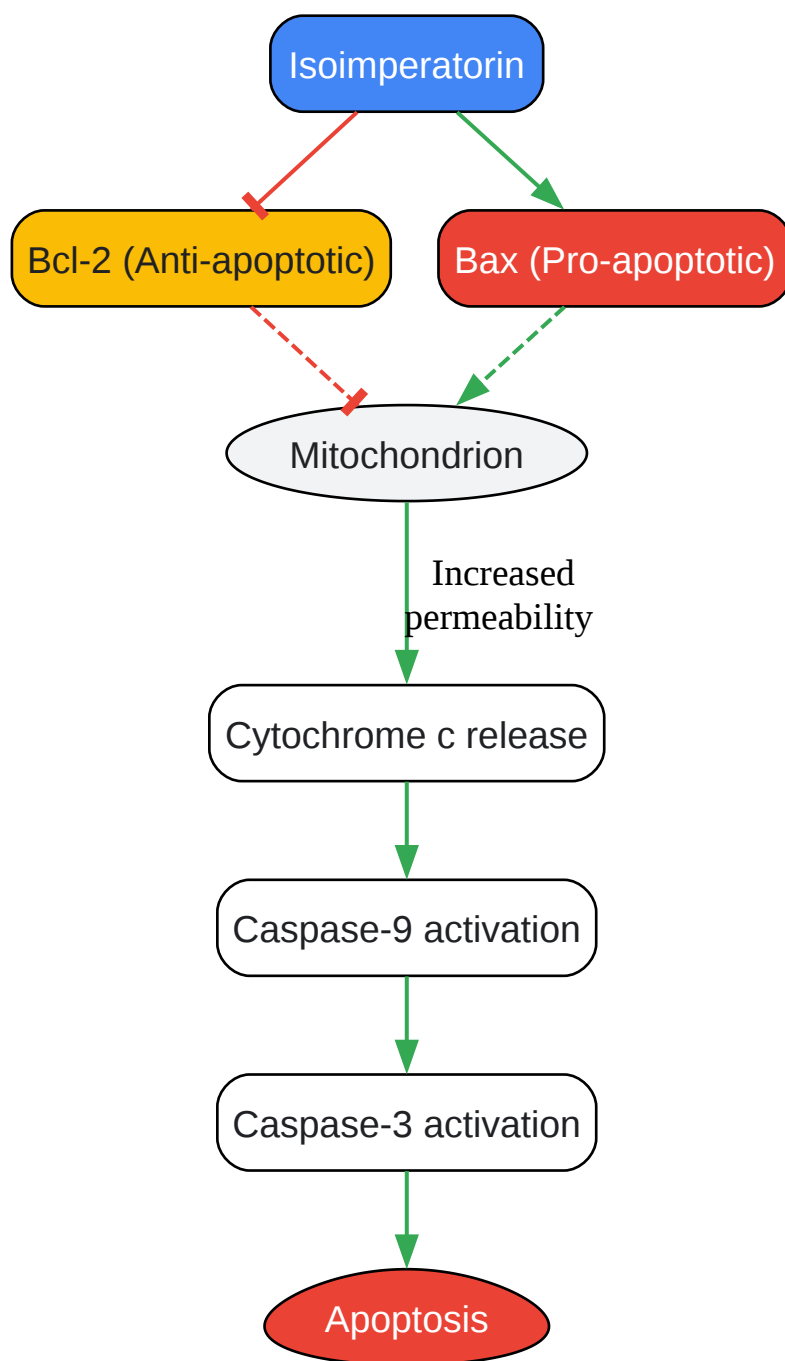 Isoimperatorin
Bcl-2 (Anti-apoptotic)
Bax (Pro-apoptotic)
Mitochondrion
Increased
permeability
Cytochrome c release
Caspase-9 activation
Caspase-3 activation
Apoptosis